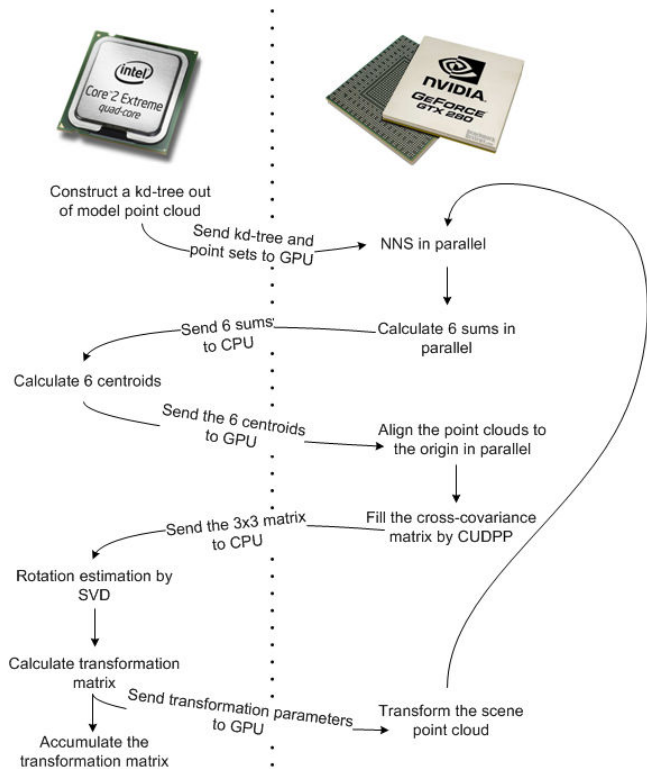 intel
Core™2 Extreme
quad-core
NVIDIA
GEFORCE
GTX 280
Construct a kd-tree out
of model point cloud
Send kd-tree and
point sets to GPU
NNS in parallel
Send 6 sums
to CPU
Calculate 6 sums in
parallel
Calculate 6 centroids
Send the 6 centroids
to GPU
Align the point clouds to
the origin in parallel
Send the 3x3 matrix
to CPU
Fill the cross-covariance
matrix by CUDPP
Rotation estimation by
SVD
Calculate transformation
matrix
Send transformation parameters
to GPU
Transform the scene
point cloud
Accumulate the
transformation matrix